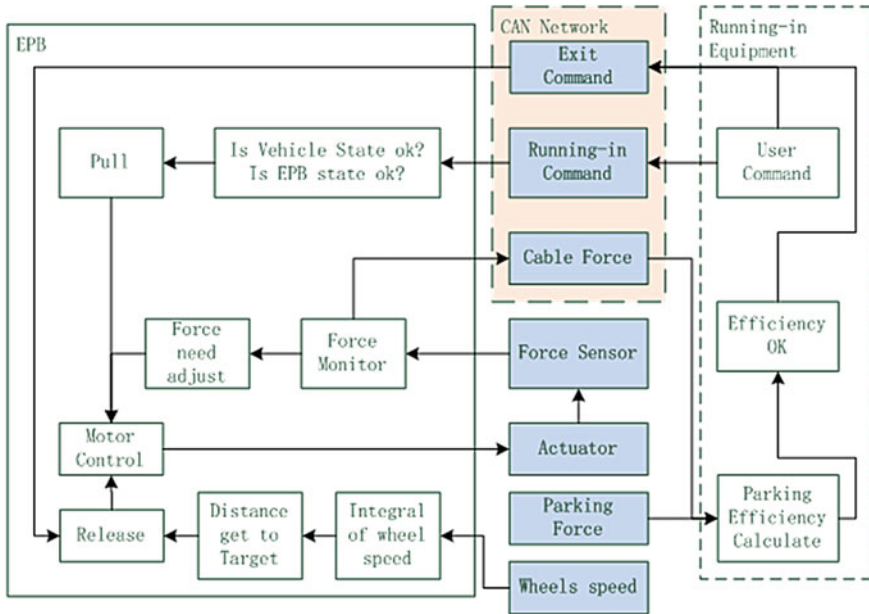 EPB
CAN Network
Running-in
Equipment
Exit
Command
Pull
Is Vehicle State ok?
Is EPB state ok?
Running-in
Command
User
Command
Cable Force
Force
need
adjust
Force
Monitor
Force Sensor
Efficiency
OK
Motor
Control
Actuator
Release
Distance
get to
Target
Integral
of wheel
speed
Parking
Force
Parking
Efficiency
Calculate
Wheels speed